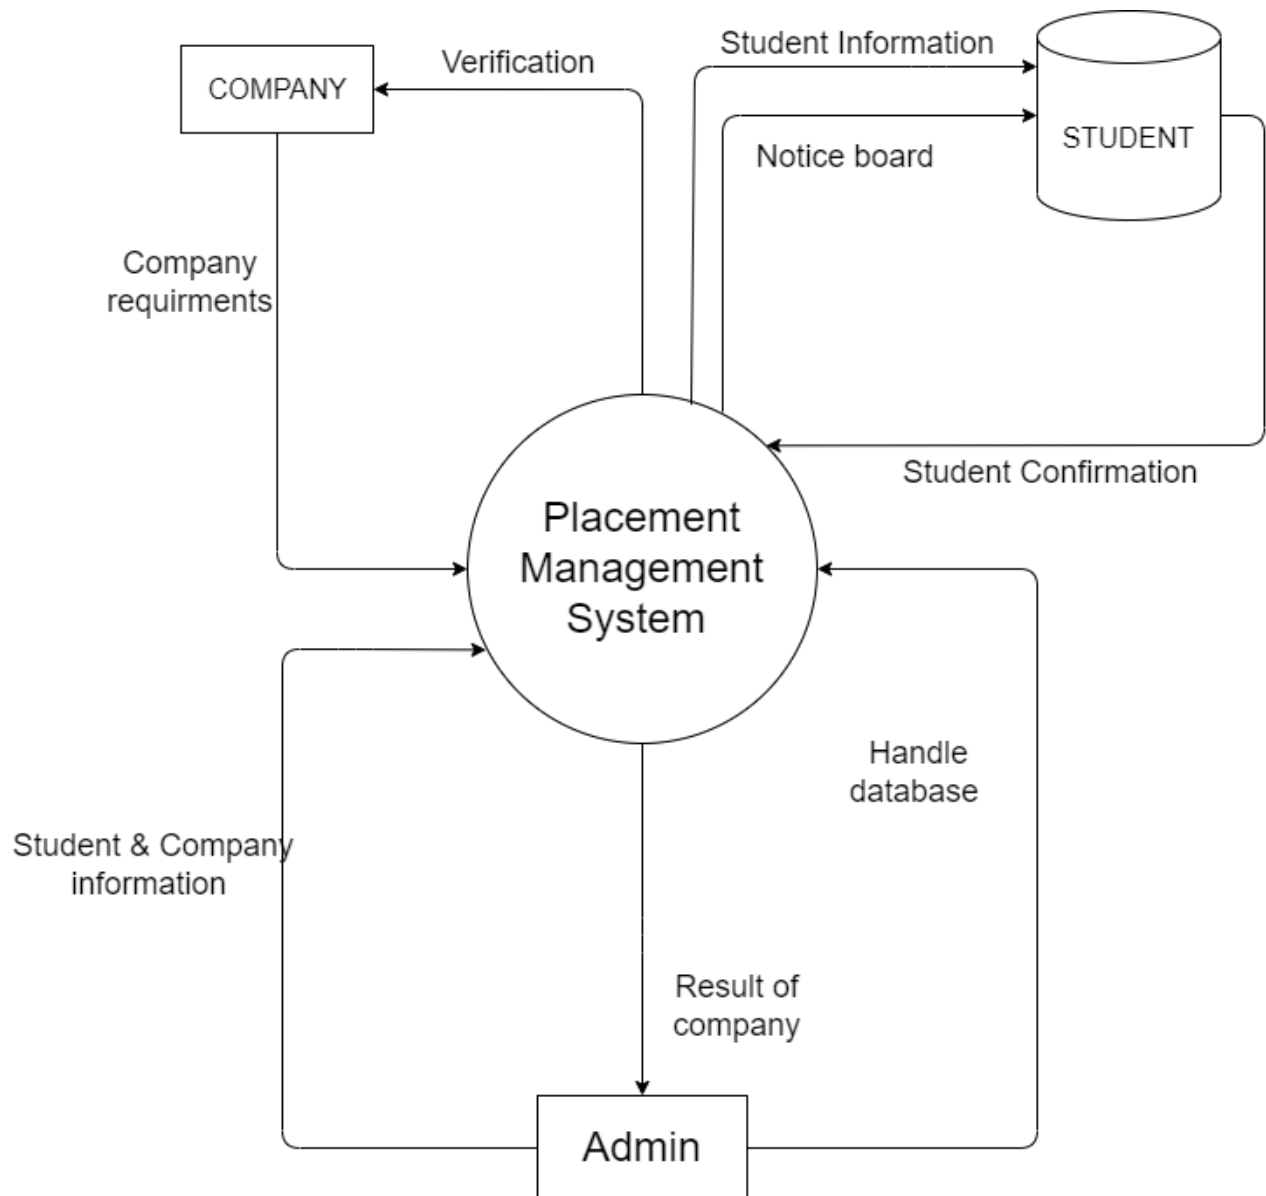 Student Information
Verification
COMPANY
STUDENT
Notice board
Company
requirments
Student Confirmation
Placement
Management
System
Handle
database
Student & Company
information
Result of
company
Admin